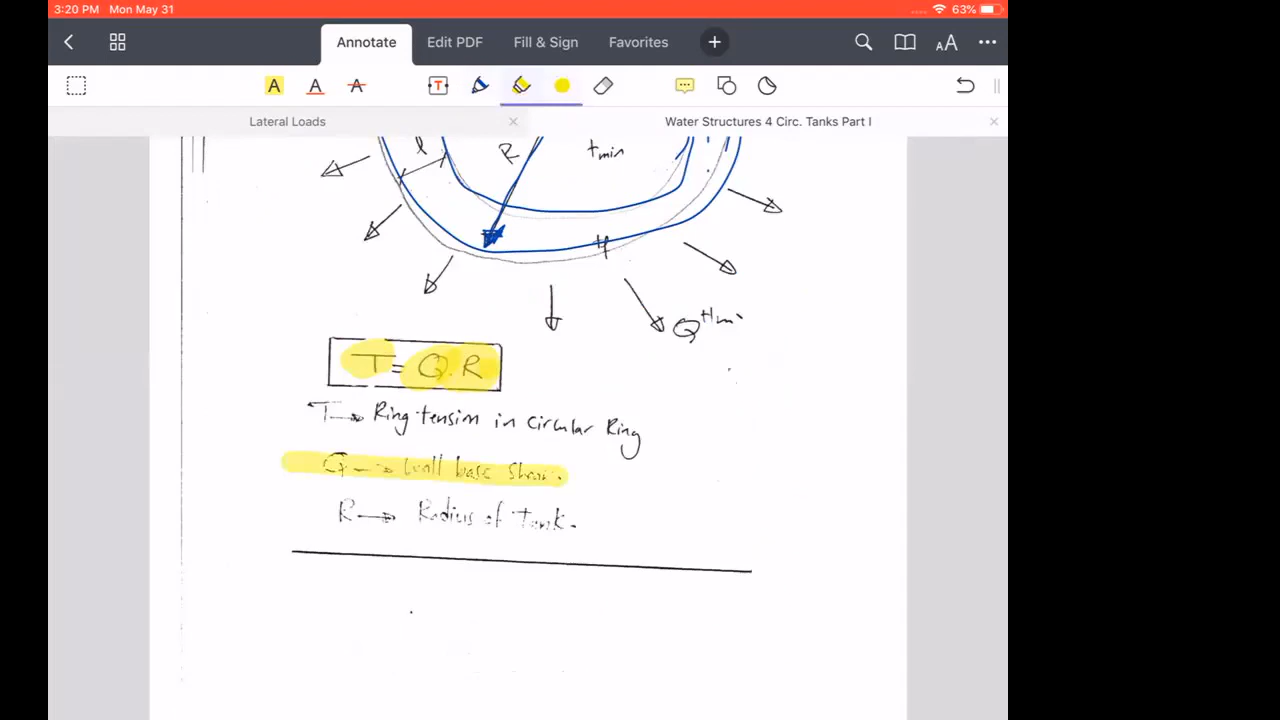 3:20 PM Mon May 31 63%
Annotate Edit PDF Fill & Sign Favorites
A A A T AA
Lateral Loads Water Structures 4 Circ. Tanks Part I
l R tmin
Q
T = Q.R
T → Ring tension in circular Ring
Q → Wall base shear.
R → Radius of Tank.